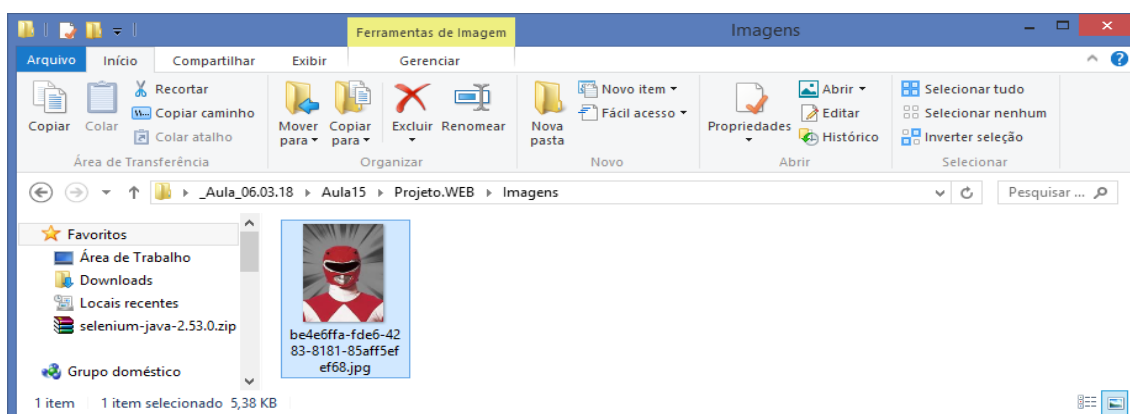 Ferramentas de Imagem
Imagens
Arquivo Início Compartilhar Exibir Gerenciar
Copiar
Colar
Recortar
Copiar caminho
Colar atalho
Área de Transferência
Mover para
Copiar para
Excluir
Renomear
Organizar
Nova pasta
Novo item
Fácil acesso
Novo
Propriedades
Abrir
Editar
Histórico
Abrir
Selecionar tudo
Selecionar nenhum
Inverter seleção
Selecionar
_Aula_06.03.18 Aula15 Projeto.WEB Imagens
Pesquisar ...
Favoritos
Área de Trabalho
Downloads
Locais recentes
selenium-java-2.53.0.zip
Grupo doméstico
be4e6ffa-fde6-42
83-8181-85aff5ef
ef68.jpg
1 item 1 item selecionado 5,38 KB